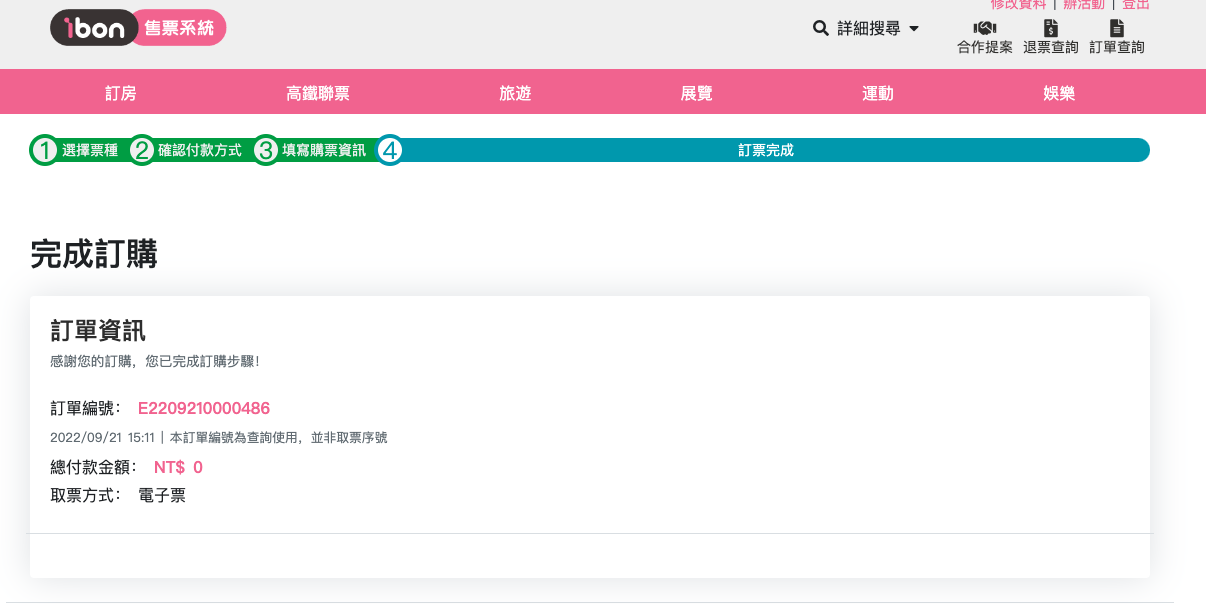 修改資料 | 辦活動 | 登出
ibon 售票系統
詳細搜尋
合作提案 退票查詢 訂單查詢
訂房 高鐵聯票 旅遊 展覽 運動 娛樂
1 選擇票種 2 確認付款方式 3 填寫購票資訊 4 訂票完成
完成訂購
訂單資訊
感謝您的訂購，您已完成訂購步驟！
訂單編號： E2209210000486
2022/09/21 15:11 | 本訂單編號為查詢使用，並非取票序號
總付款金額： NT$ 0
取票方式： 電子票